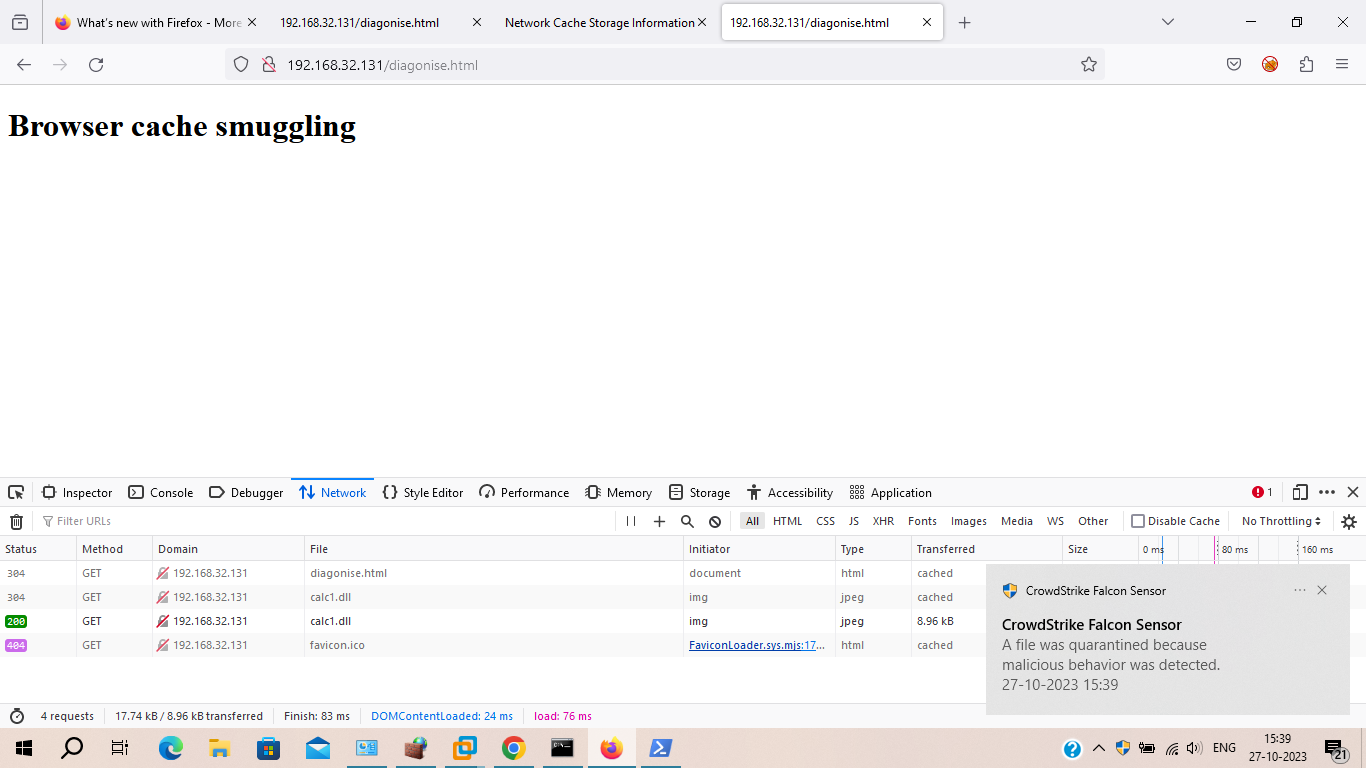 What's new with Firefox - More
192.168.32.131/diagonise.html
Network Cache Storage Information
192.168.32.131/diagonise.html
192.168.32.131/diagonise.html
Browser cache smuggling
Inspector Console Debugger Network Style Editor Performance Memory Storage Accessibility Application 1
Filter URLs All HTML CSS JS XHR Fonts Images Media WS Other Disable Cache No Throttling
Status Method Domain File Initiator Type Transferred Size 0 ms 80 ms 160 ms
304 GET 192.168.32.131 diagonise.html document html cached
304 GET 192.168.32.131 calc1.dll img jpeg cached
200 GET 192.168.32.131 calc1.dll img jpeg 8.96 kB
404 GET 192.168.32.131 favicon.ico FaviconLoader.sys.mjs:17... html cached
CrowdStrike Falcon Sensor
CrowdStrike Falcon Sensor
A file was quarantined because
malicious behavior was detected.
27-10-2023 15:39
4 requests 17.74 kB / 8.96 kB transferred Finish: 83 ms DOMContentLoaded: 24 ms load: 76 ms
ENG
15:39
27-10-2023
21